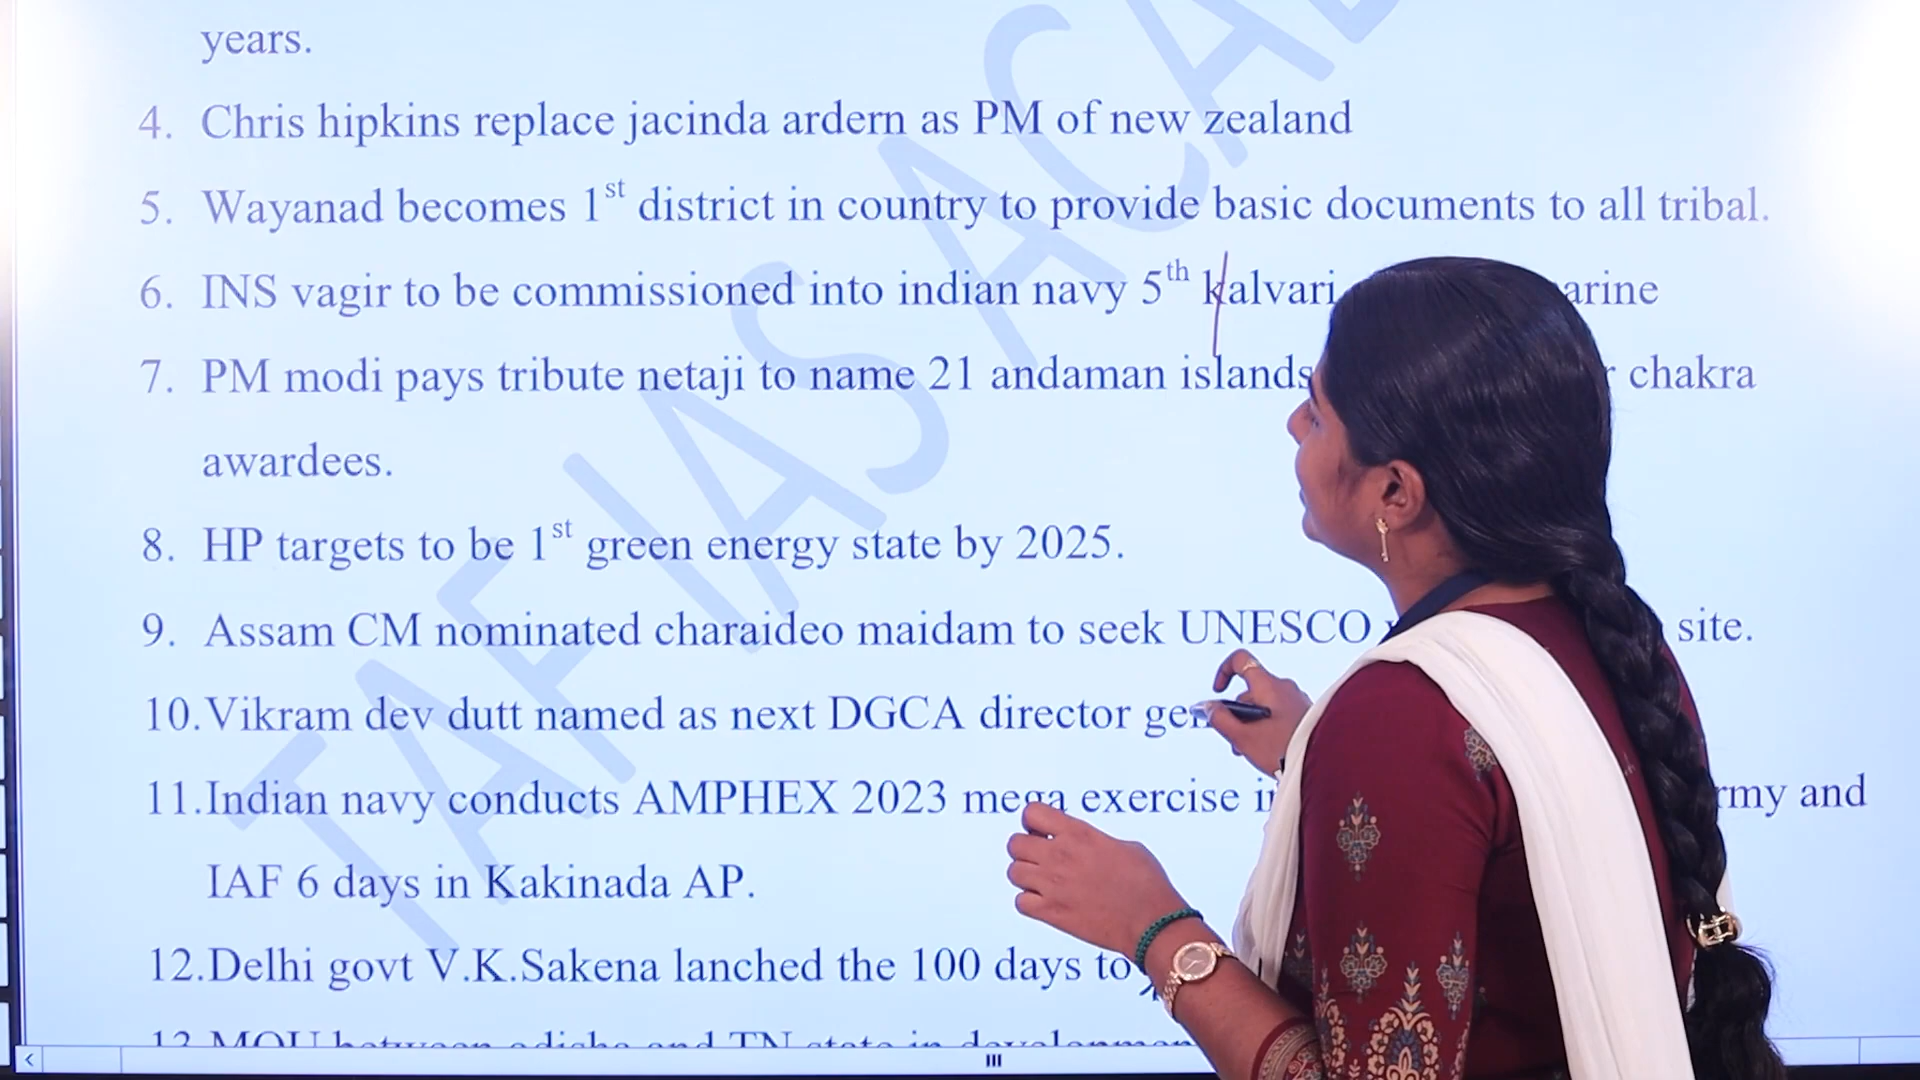 years.
4. Chris hipkins replace jacinda ardern as PM of new zealand
5. Wayanad becomes 1st district in country to provide basic documents to all tribal.
6. INS vagir to be commissioned into indian navy 5th kalvari
7. PM modi pays tribute netaji to name 21 andaman islands chakra
awardees.
8. HP targets to be 1st green energy state by 2025.
9. Assam CM nominated charaideo maidam to seek UNESCO site.
10. Vikram dev dutt named as next DGCA director
11. Indian navy conducts AMPHEX 2023 mega exercise and
IAF 6 days in Kakinada AP.
12. Delhi govt V.K.Sakena lanched the 100 days to
TAF IAS